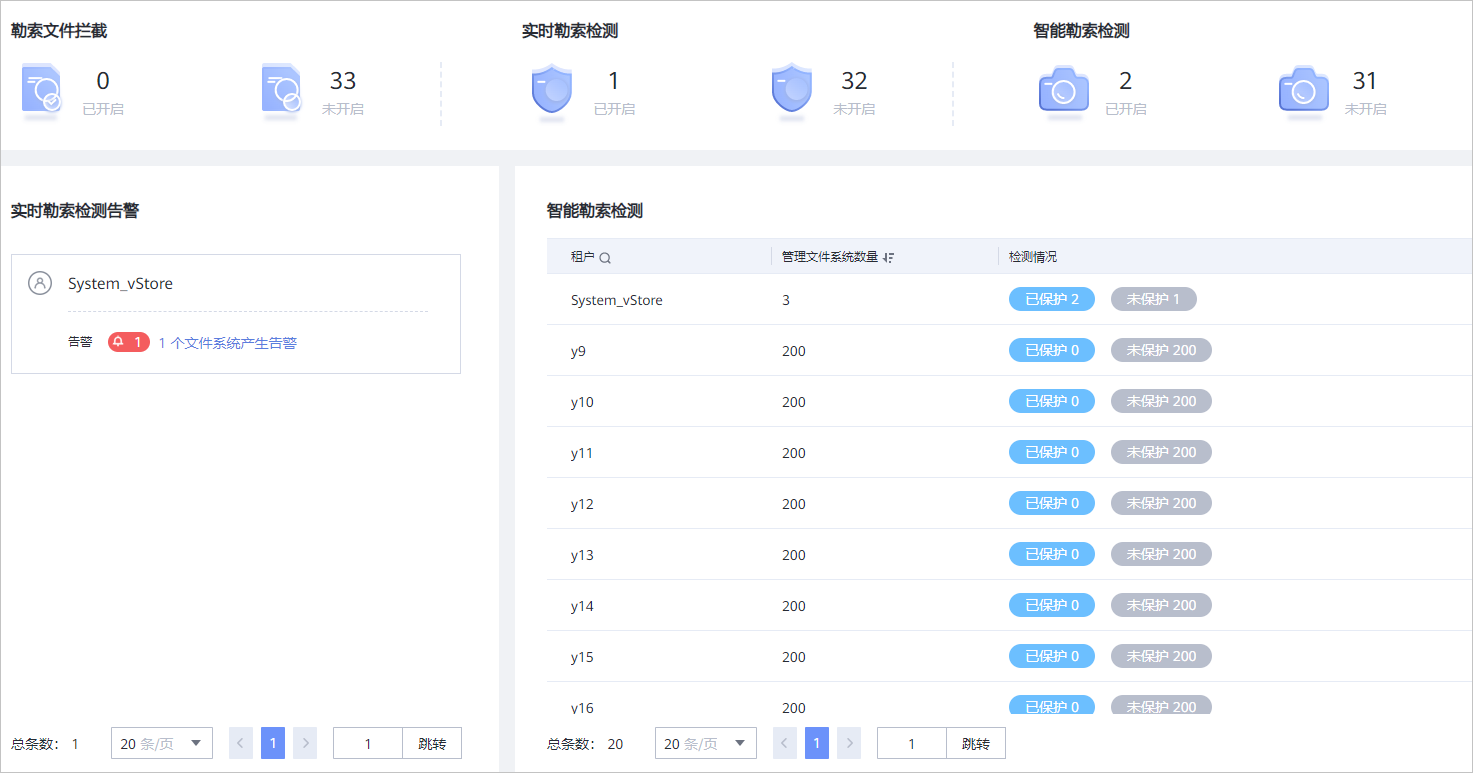 勒索文件拦截
0
已开启
33
未开启
实时勒索检测
1
已开启
32
未开启
智能勒索检测
2
已开启
31
未开启
实时勒索检测告警
System_vStore
告警 1 1 个文件系统产生告警
总条数： 1 20 条/页 1 1 跳转
智能勒索检测
租户 管理文件系统数量 检测情况
System_vStore 3 已保护 2 未保护 1
y9 200 已保护 0 未保护 200
y10 200 已保护 0 未保护 200
y11 200 已保护 0 未保护 200
y12 200 已保护 0 未保护 200
y13 200 已保护 0 未保护 200
y14 200 已保护 0 未保护 200
y15 200 已保护 0 未保护 200
y16 200 已保护 0 未保护 200
总条数： 20 20 条/页 1 1 跳转